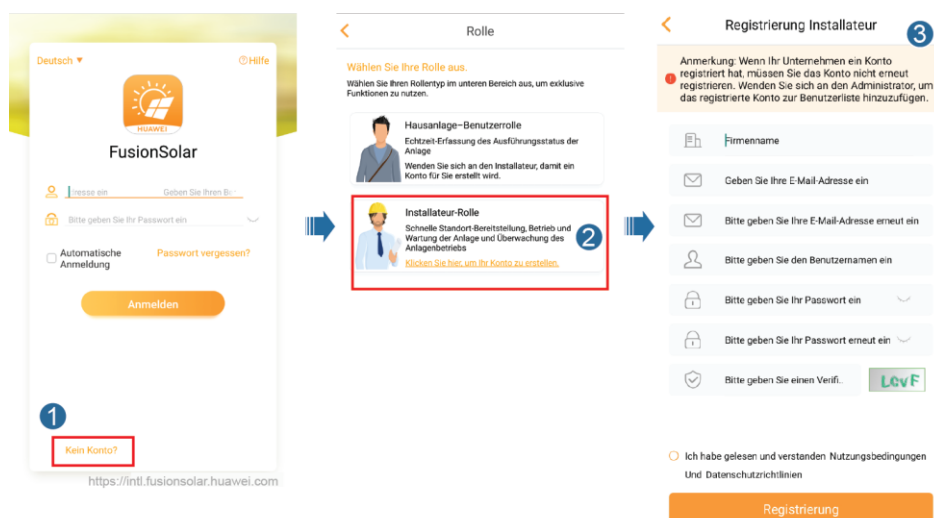 Deutsch ▼
Hilfe
HUAWEI
FusionSolar
resse ein
Geben Sie Ihren
Bitte geben Sie Ihr Passwort ein
Automatische
Anmeldung
Passwort vergessen?
Anmelden
1
Kein Konto?
https://intl.fusionsolar.huawei.com
Rolle
Wählen Sie Ihre Rolle aus.
Wählen Sie Ihren Rollentyp im unteren Bereich aus, um exklusive
Funktionen zu nutzen.
Hausanlage-Benutzerrolle
Echtzeit-Erfassung des Ausführungsstatus der
Anlage
Wenden Sie sich an den Installateur, damit ein
Konto für Sie erstellt wird.
Installateur-Rolle
Schnelle Standort-Bereitstellung, Betrieb und
Wartung der Anlage und Überwachung des
Anlagenbetriebs
Klicken Sie hier, um Ihr Konto zu erstellen.
2
Registrierung Installateur
3
Anmerkung: Wenn Ihr Unternehmen ein Konto
registriert hat, müssen Sie das Konto nicht erneut
registrieren. Wenden Sie sich an den Administrator, um
das registrierte Konto zur Benutzerliste hinzuzufügen.
Firmenname
Geben Sie Ihre E-Mail-Adresse ein
Bitte geben Sie Ihre E-Mail-Adresse erneut ein
Bitte geben Sie den Benutzernamen ein
Bitte geben Sie Ihr Passwort ein
Bitte geben Sie Ihr Passwort erneut ein
Bitte geben Sie einen Verifi..
LcvF
Ich habe gelesen und verstanden Nutzungsbedingungen
Und Datenschutzrichtlinien
Registrierung